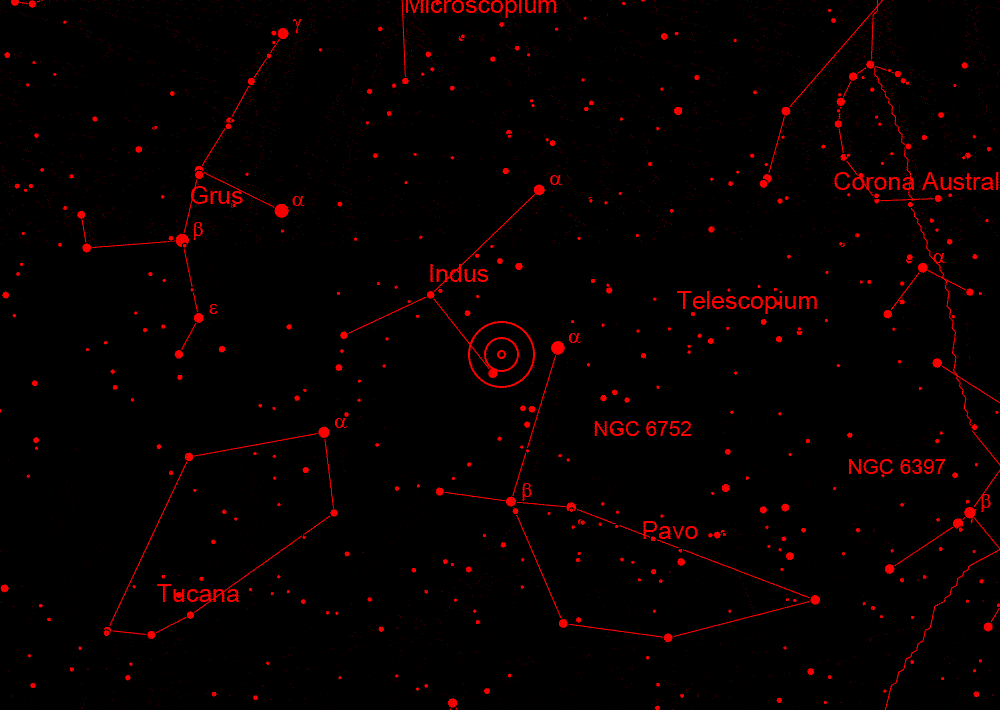 Microscopium
γ
Corona Austral
α
Grus
α
β
α
Indus
Telescopium
ε
α
α
NGC 6752
NGC 6397
β
β
Pavo
Tucana